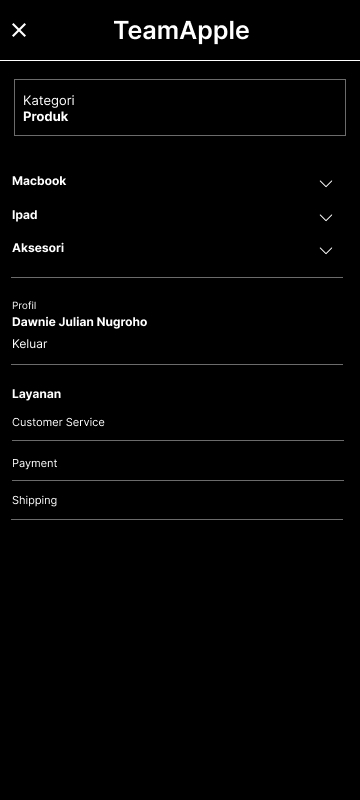 TeamApple
Kategori
Produk
Macbook
Ipad
Aksesori
Profil
Dawnie Julian Nugroho
Keluar
Layanan
Customer Service
Payment
Shipping